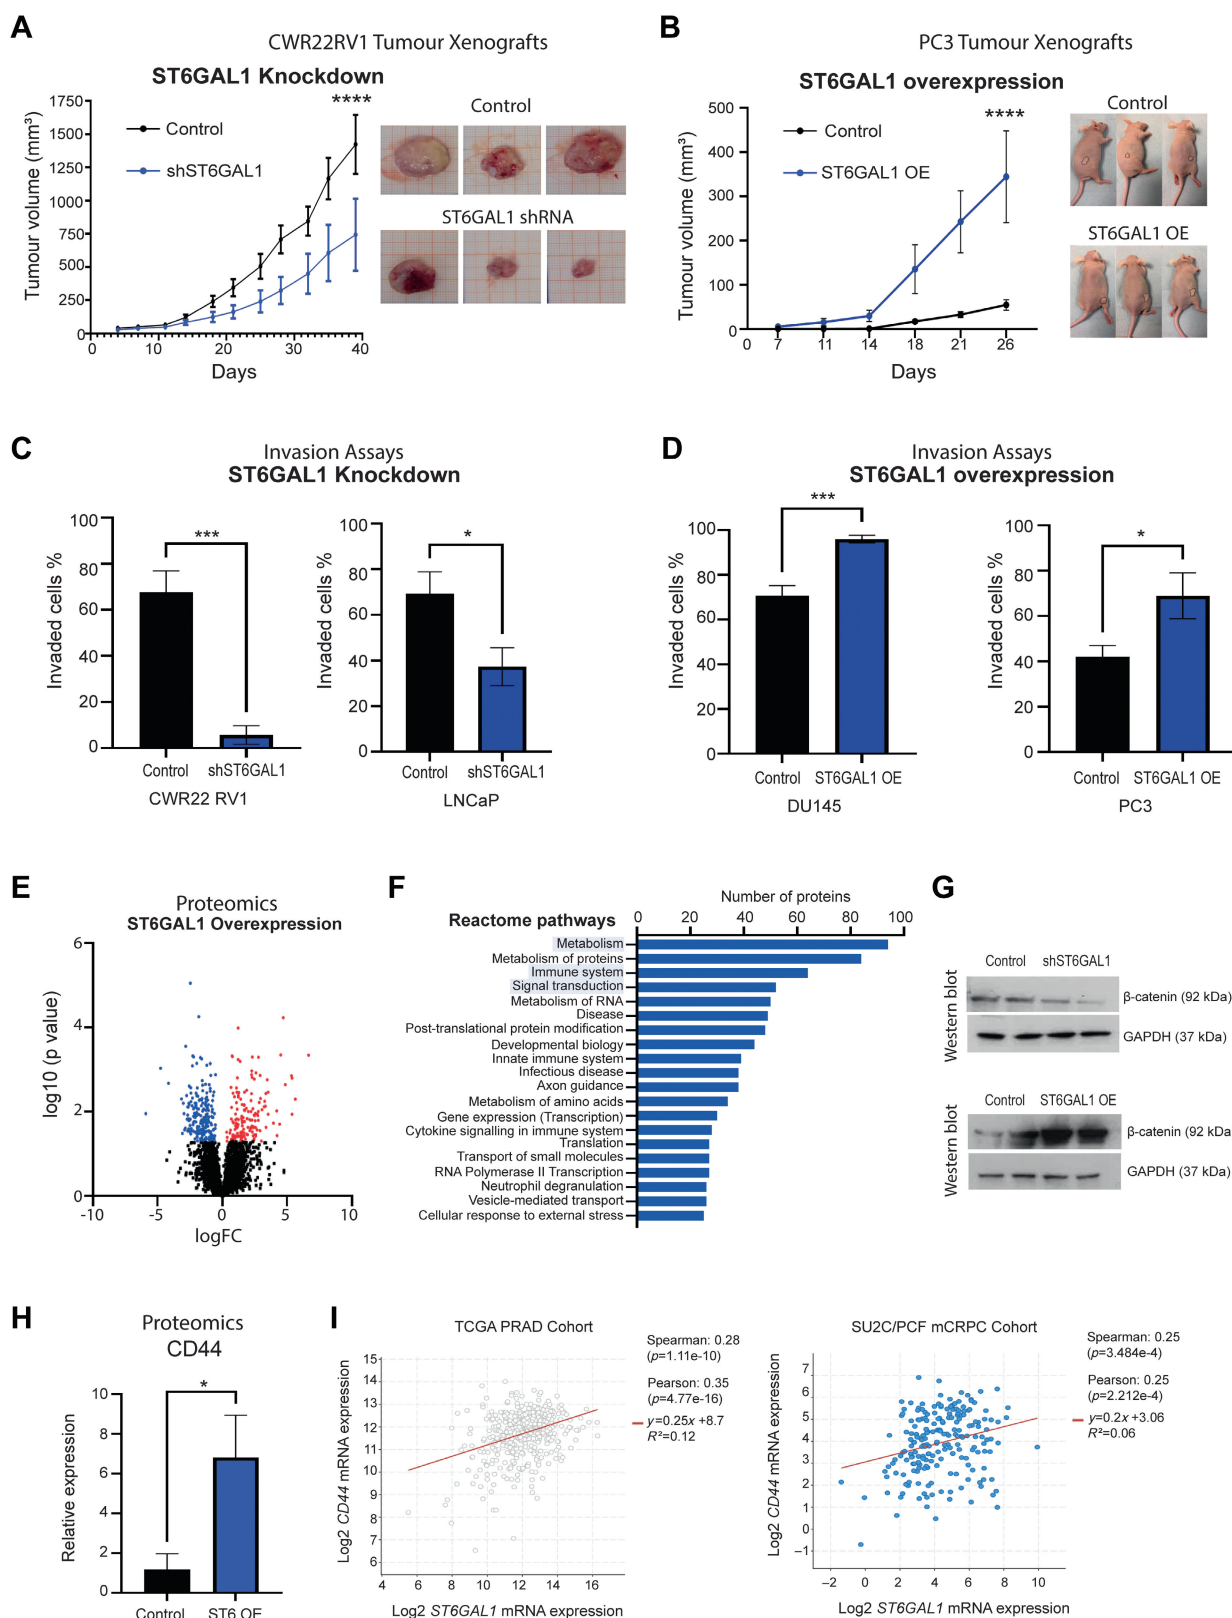 A
CWR22RV1 Tumour Xenografts
ST6GAL1 Knockdown
1750
1500
1250
1000
750
500
250
0
Tumour volume (mm³)
Control
shST6GAL1
****
0 10 20 30 40
Days
Control
ST6GAL1 shRNA
B
PC3 Tumour Xenografts
ST6GAL1 overexpression
500
400
300
200
100
0
Tumour volume (mm³)
Control
ST6GAL1 OE
****
0 7 11 14 18 21 26
Days
Control
ST6GAL1 OE
C
Invasion Assays
ST6GAL1 Knockdown
Invaded cells %
100
80
60
40
20
0
***
Control shST6GAL1
CWR22 RV1
Invaded cells %
100
80
60
40
20
0
*
Control shST6GAL1
LNCaP
D
Invasion Assays
ST6GAL1 overexpression
Invaded cells %
100
80
60
40
20
0
***
Control ST6GAL1 OE
DU145
Invaded cells %
100
80
60
40
20
0
*
Control ST6GAL1 OE
PC3
E
Proteomics
ST6GAL1 Overexpression
log10 (p value)
6
4
2
0
-10 -5 0 5 10
logFC
F
Number of proteins
Reactome pathways
0 20 40 60 80 100
Metabolism
Metabolism of proteins
Immune system
Signal transduction
Metabolism of RNA
Disease
Post-translational protein modification
Developmental biology
Innate immune system
Infectious disease
Axon guidance
Metabolism of amino acids
Gene expression (Transcription)
Cytokine signalling in immune system
Translation
Transport of small molecules
RNA Polymerase II Transcription
Neutrophil degranulation
Vesicle-mediated transport
Cellular response to external stress
G
Western blot
Control shST6GAL1
β-catenin (92 kDa)
GAPDH (37 kDa)
Western blot
Control ST6GAL1 OE
β-catenin (92 kDa
GAPDH (37 kDa)
H
Proteomics
CD44
Relative expression
10
8
6
4
2
0
*
Control ST6 OE
I
TCGA PRAD Cohort
Log2 CD44 mRNA expression
15
14
13
12
11
10
9
8
7
6
4 6 8 10 12 14 16
Log2 ST6GAL1 mRNA expression
Spearman: 0.28
(p=1.11e-10)
Pearson: 0.35
(p=4.77e-16)
y=0.25x +8.7
R²=0.12
SU2C/PCF mCRPC Cohort
Log2 CD44 mRNA expression
7
6
5
4
3
2
1
0
−1
−2 0 2 4 6 8 10
Log2 ST6GAL1 mRNA expression
Spearman: 0.25
(p=3.484e-4)
Pearson: 0.25
(p=2.212e-4)
y=0.2x +3.06
R²=0.06